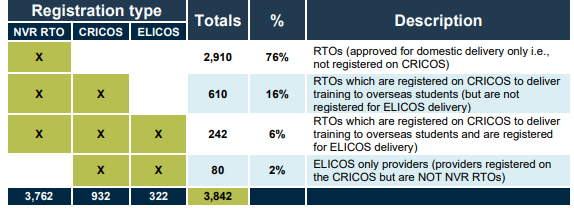 Registration type Totals % Description
NVR RTO CRICOS ELICOS
X 2,910 76% RTOs (approved for domestic delivery only i.e.,
not registered on CRICOS)
X X 610 16% RTOs which are registered on CRICOS to deliver
training to overseas students (but are not
registered for ELICOS delivery)
X X X 242 6% RTOs which are registered on CRICOS to deliver
training to overseas students and are registered
for ELICOS delivery)
X X 80 2% ELICOS only providers (providers registered on
the CRICOS but are NOT NVR RTOs)
3,762 932 322 3,842